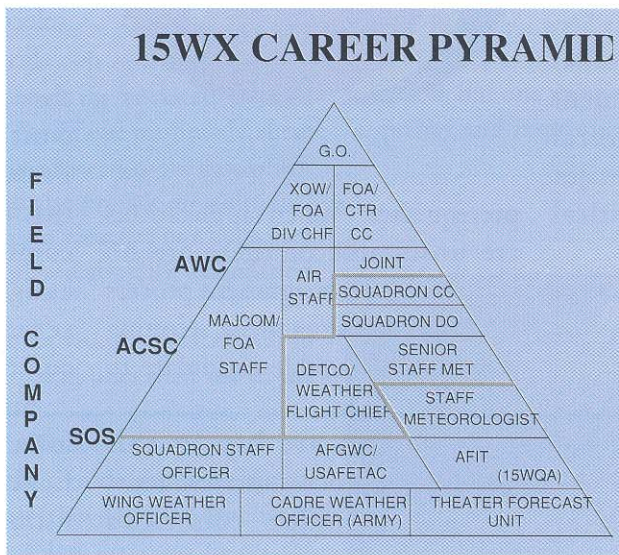 15WX CAREER PYRAMID
G.O.
XOW/
FOA
DIV CHF
FOA/
CTR
CC
FIELD
COMPANY
AWC
ACSC
SOS
MAJCOM/
FOA
STAFF
AIR
STAFF
JOINT
SQUADRON CC
SQUADRON DO
SENIOR
STAFF MET
DETCO/
WEATHER
FLIGHT CHIEF
STAFF
METEOROLOGIST
SQUADRON STAFF
OFFICER
AFGWC/
USAFETAC
AFIT
(15WQA)
WING WEATHER
OFFICER
CADRE WEATHER
OFFICER (ARMY)
THEATER FORECAST
UNIT